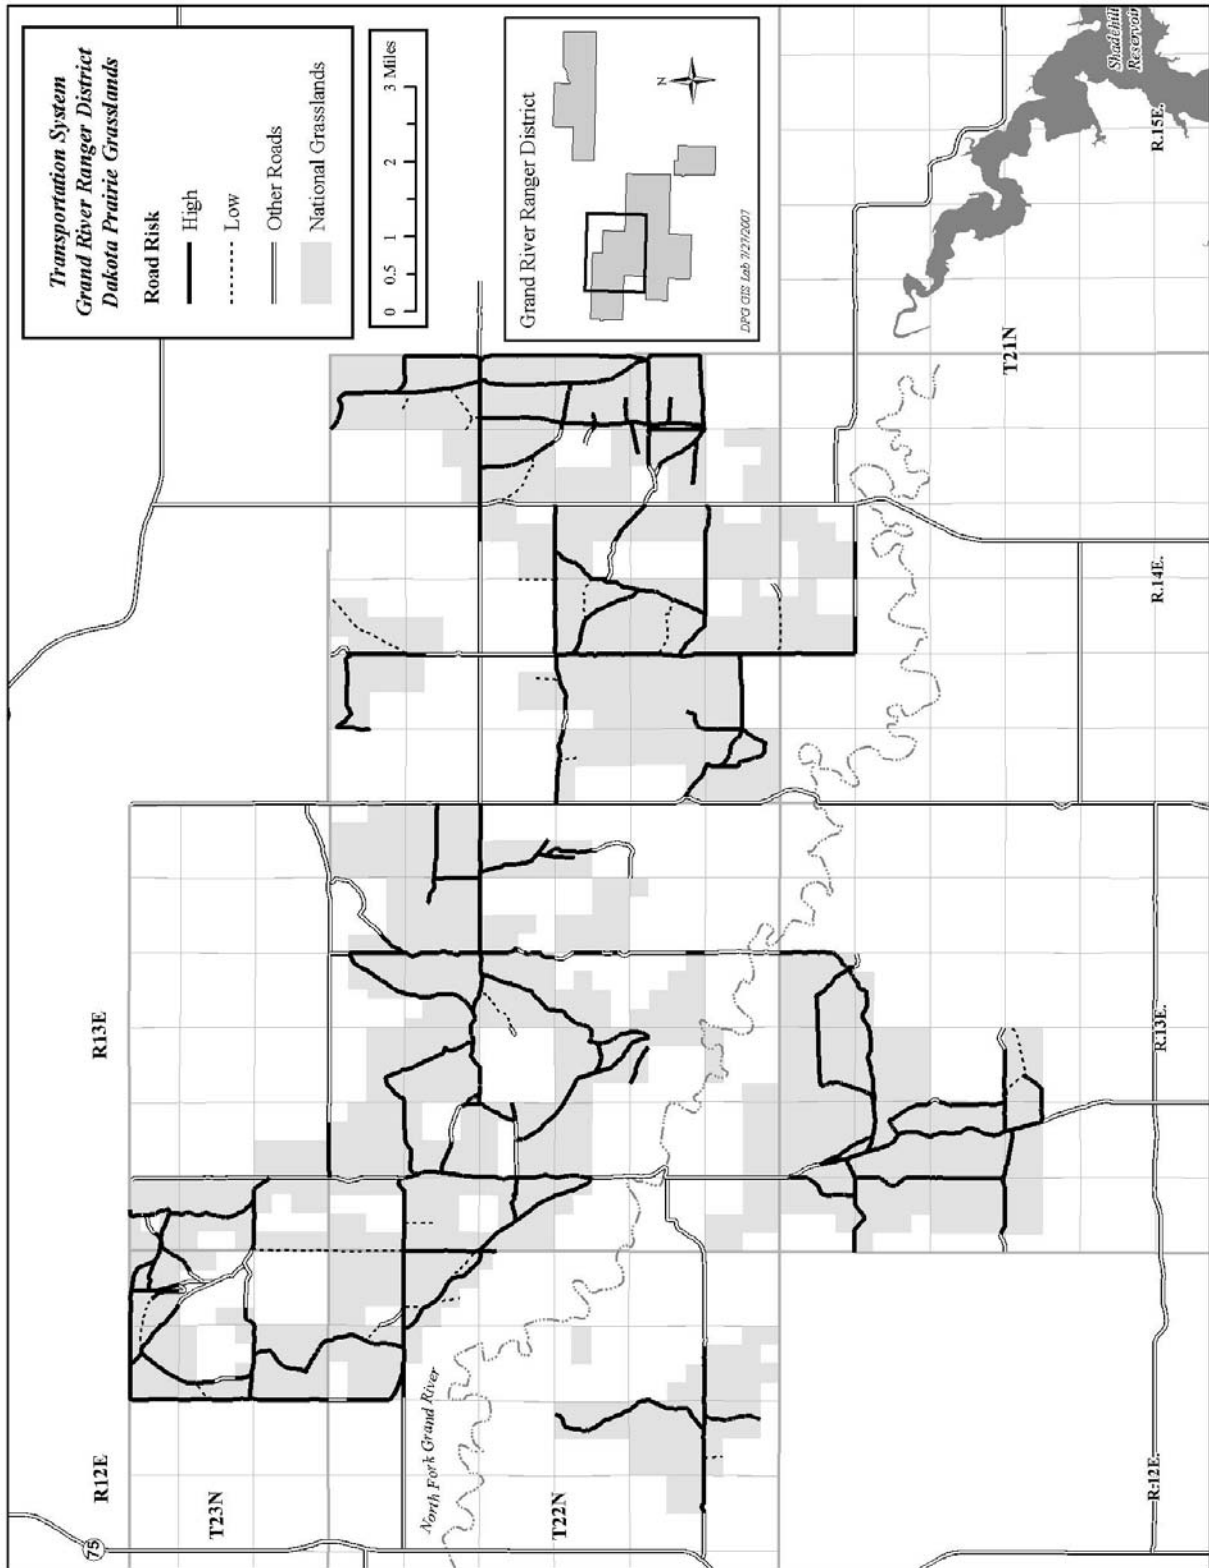 Transportation System
Grand River Ranger District
Dakota Prairie Grasslands
Road Risk
High
Low
Other Roads
National Grasslands
0 0.5 1 2 3 Miles
Grand River Ranger District
N
DPG GIS Lab 7/27/2007
75
R12E
R13E
T23N
North Fork Grand River
T22N
T21N
Shadehill
Reservoir
R.12E.
R.13E.
R.14E.
R.15E.